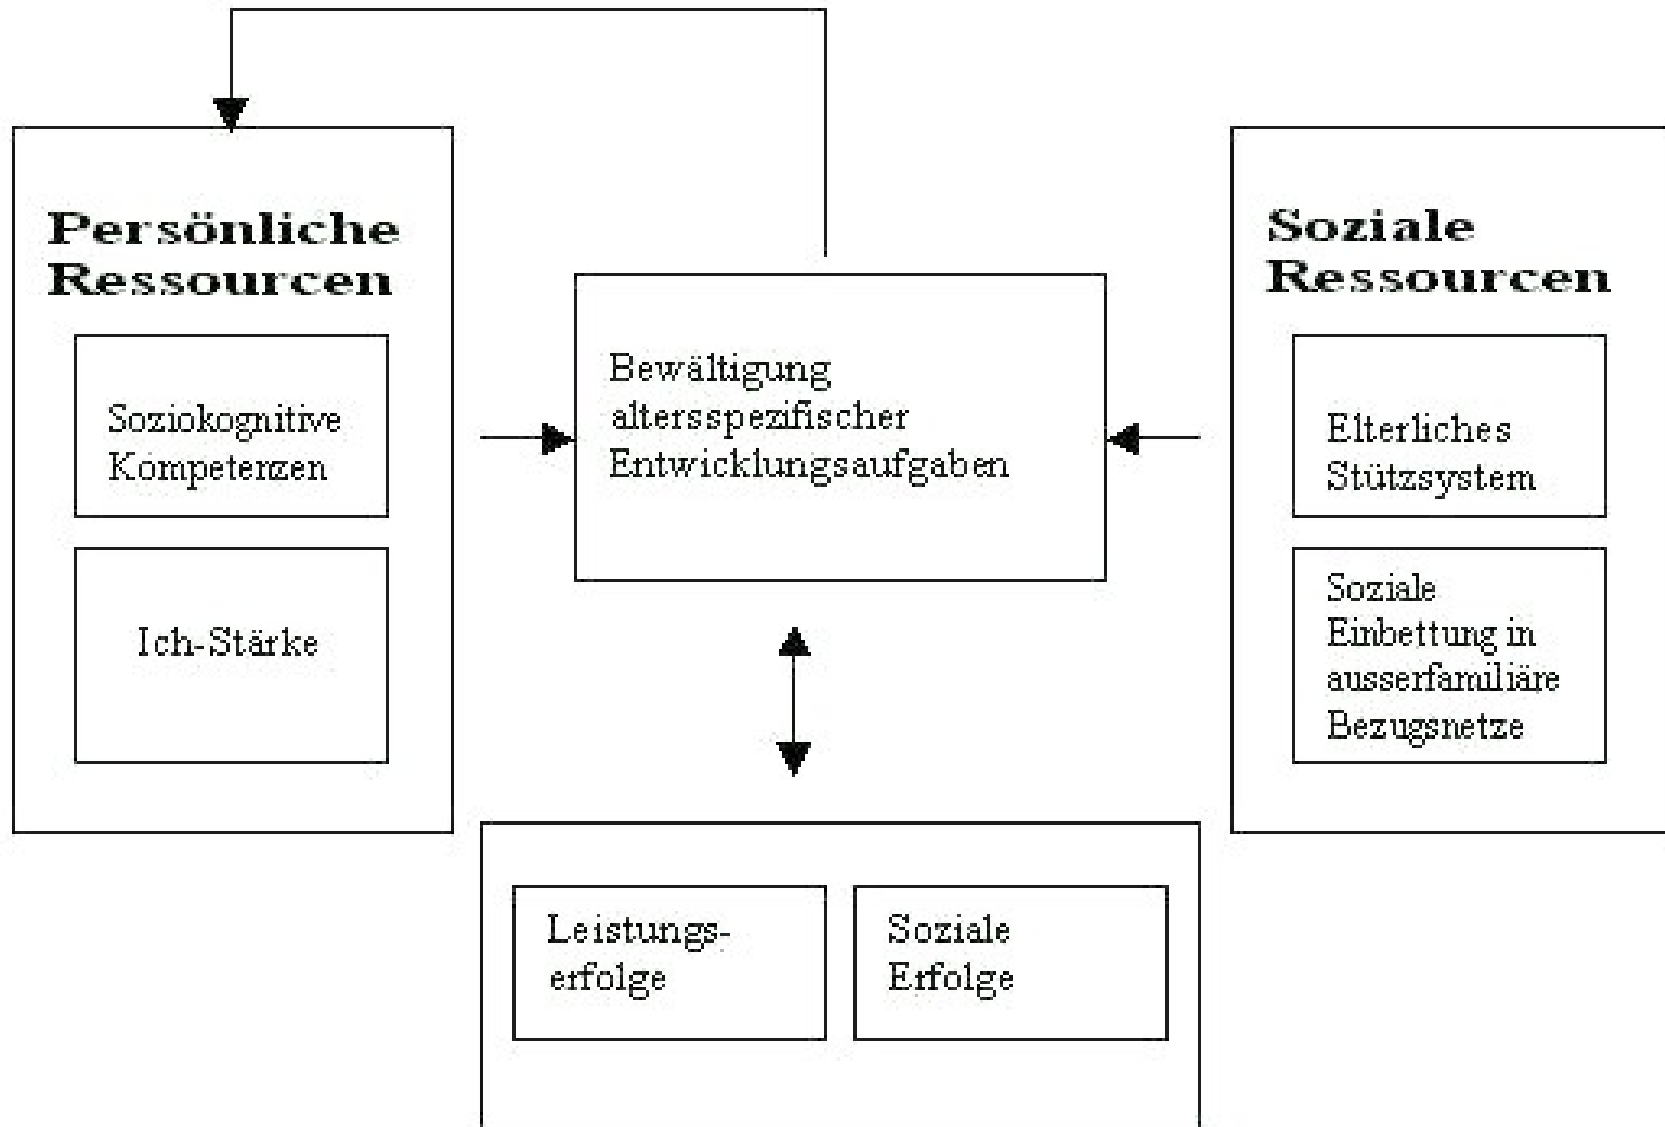 Persönliche
Ressourcen
Soziokognitive
Kompetenzen
Ich-Stärke
Bewältigung
altersspezifischer
Entwicklungsaufgaben
Soziale
Ressourcen
Elterliches
Stützsystem
Soziale
Einbettung in
ausserfamiliäre
Bezugsnetze
Leistungs-
erfolge
Soziale
Erfolge